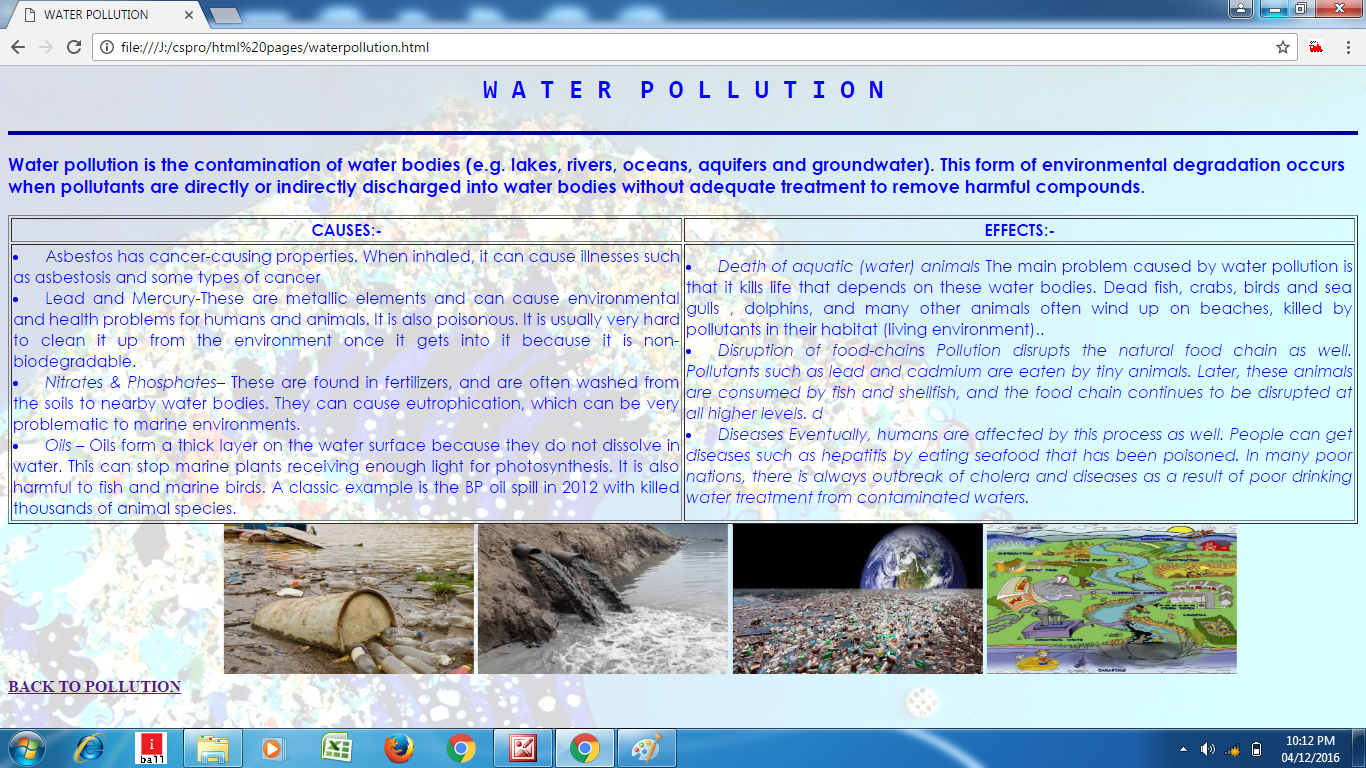 WATER POLLUTION
file:///J:/cspro/html%20pages/waterpollution.html
W A T E R  P O L L U T I O N
Water pollution is the contamination of water bodies (e.g. lakes, rivers, oceans, aquifers and groundwater). This form of environmental degradation occurs
when pollutants are directly or indirectly discharged into water bodies without adequate treatment to remove harmful compounds.
CAUSES:-
• Asbestos has cancer-causing properties. When inhaled, it can cause illnesses such
as asbestosis and some types of cancer
• Lead and Mercury-These are metallic elements and can cause environmental
and health problems for humans and animals. It is also poisonous. It is usually very hard
to clean it up from the environment once it gets into it because it is non-
biodegradable.
• Nitrates & Phosphates– These are found in fertilizers, and are often washed from
the soils to nearby water bodies. They can cause eutrophication, which can be very
problematic to marine environments.
• Oils – Oils form a thick layer on the water surface because they do not dissolve in
water. This can stop marine plants receiving enough light for photosynthesis. It is also
harmful to fish and marine birds. A classic example is the BP oil spill in 2012 with killed
thousands of animal species.
EFFECTS:-
• Death of aquatic (water) animals The main problem caused by water pollution is
that it kills life that depends on these water bodies. Dead fish, crabs, birds and sea
gulls , dolphins, and many other animals often wind up on beaches, killed by
pollutants in their habitat (living environment)..
• Disruption of food-chains Pollution disrupts the natural food chain as well.
Pollutants such as lead and cadmium are eaten by tiny animals. Later, these animals
are consumed by fish and shellfish, and the food chain continues to be disrupted at
all higher levels. d
• Diseases Eventually, humans are affected by this process as well. People can get
diseases such as hepatitis by eating seafood that has been poisoned. In many poor
nations, there is always outbreak of cholera and diseases as a result of poor drinking
water treatment from contaminated waters.
BACK TO POLLUTION
i
ball
10:12 PM
04/12/2016